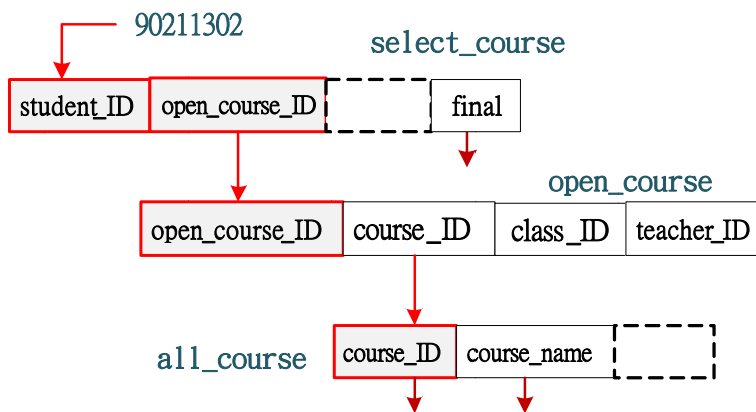 90211302
select_course
student_ID open_course_ID final
open_course
open_course_ID course_ID class_ID teacher_ID
all_course
course_ID course_name